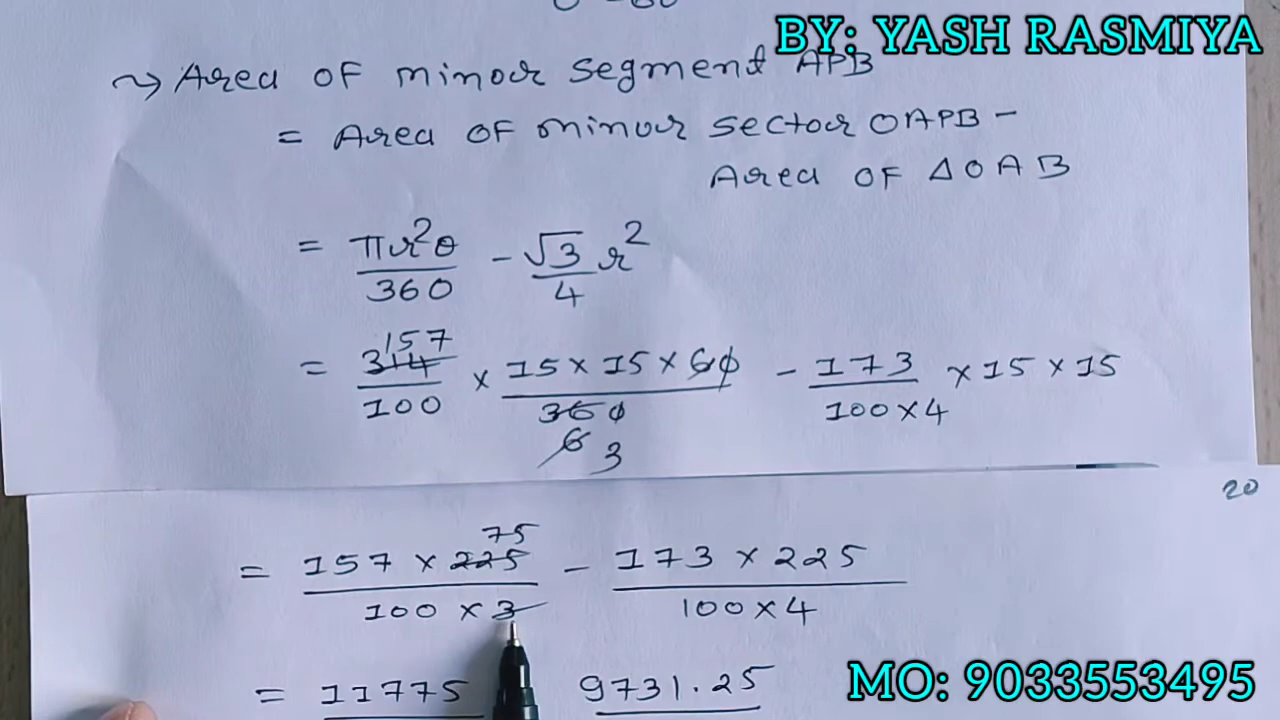 BY: YASH RASMIYA
~> Area OF minor segment APB
= Area OF minor sector OAPB -
Area OF ΔOAB
= πr²θ/360 - √3/4 r²
157
= 314/100 × 15×15×60/360 - 173/100×4 ×15×15
6 3
20
75
= 157×225/100×3 - 173×225/100×4
= 11775 9731.25
MO: 9033553495